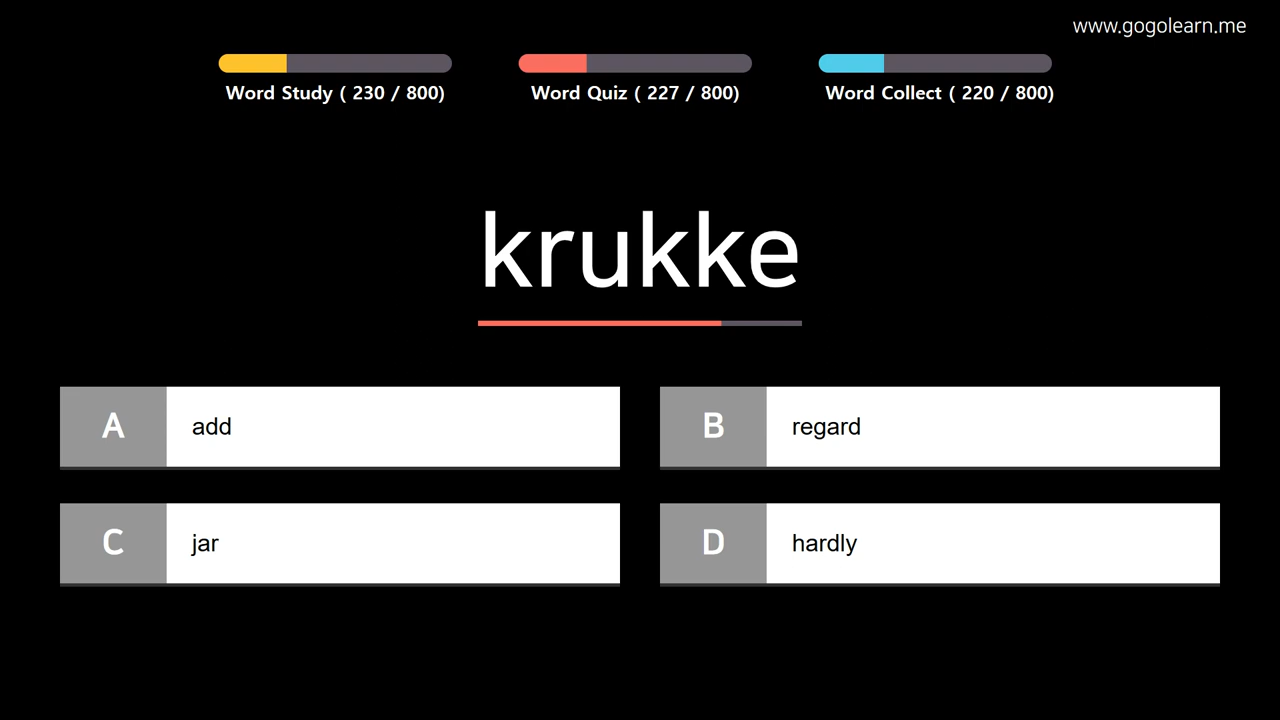 www.gogolearn.me
Word Study ( 230 / 800)
Word Quiz ( 227 / 800)
Word Collect ( 220 / 800)
krukke
A add
B regard
C jar
D hardly